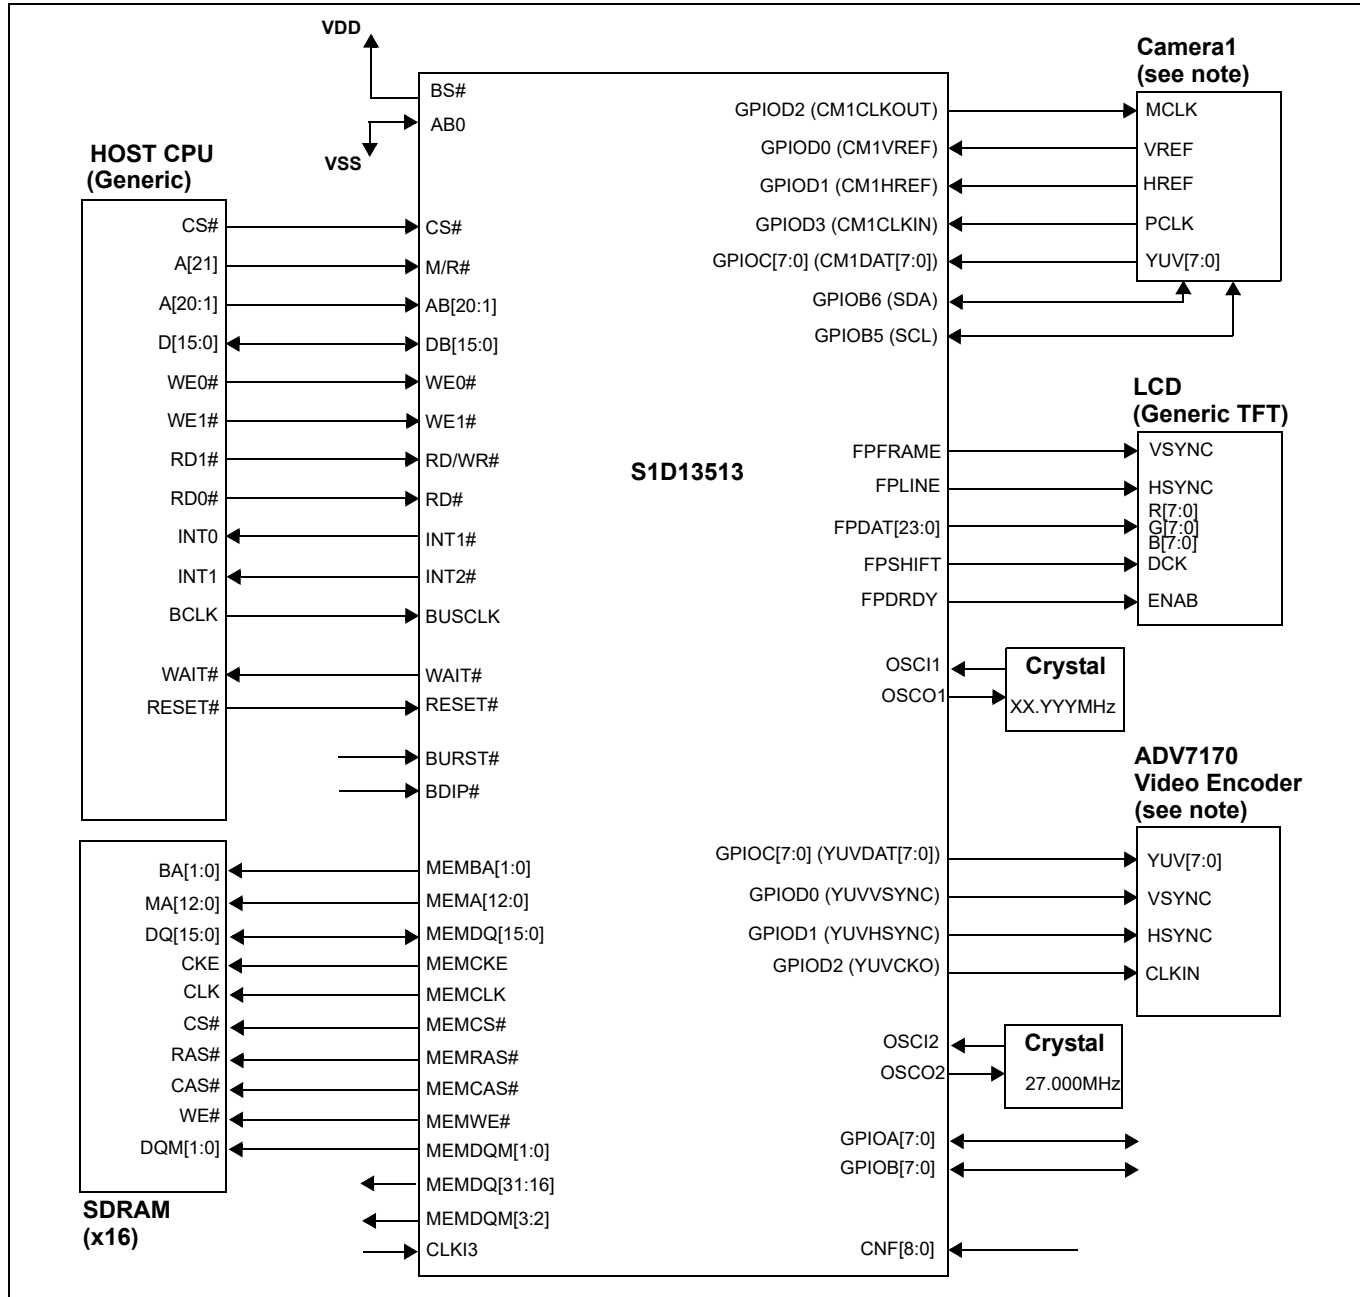 VDD
BS#
AB0
VSS
HOST CPU
(Generic)
CS#
A[21]
A[20:1]
D[15:0]
WE0#
WE1#
RD1#
RD0#
INT0
INT1
BCLK
WAIT#
RESET#
CS#
M/R#
AB[20:1]
DB[15:0]
WE0#
WE1#
RD/WR#
RD#
INT1#
INT2#
BUSCLK
WAIT#
RESET#
BURST#
BDIP#
BA[1:0]
MA[12:0]
DQ[15:0]
CKE
CLK
CS#
RAS#
CAS#
WE#
DQM[1:0]
SDRAM
(x16)
MEMBA[1:0]
MEMA[12:0]
MEMDQ[15:0]
MEMCKE
MEMCLK
MEMCS#
MEMRAS#
MEMCAS#
MEMWE#
MEMDQM[1:0]
MEMDQ[31:16]
MEMDQM[3:2]
CLKI3
S1D13513
GPIOD2 (CM1CLKOUT)
GPIOD0 (CM1VREF)
GPIOD1 (CM1HREF)
GPIOD3 (CM1CLKIN)
GPIOC[7:0] (CM1DAT[7:0])
GPIOB6 (SDA)
GPIOB5 (SCL)
Camera1
(see note)
MCLK
VREF
HREF
PCLK
YUV[7:0]
FPFRAME
FPLINE
FPDAT[23:0]
FPSHIFT
FPDRDY
LCD
(Generic TFT)
VSYNC
HSYNC
R[7:0]
G[7:0]
B[7:0]
DCK
ENAB
OSCI1
OSCO1
Crystal
XX.YYYMHz
ADV7170
Video Encoder
(see note)
GPIOC[7:0] (YUVDAT[7:0])
GPIOD0 (YUVVSYNC)
GPIOD1 (YUVHSYNC)
GPIOD2 (YUVCKO)
YUV[7:0]
VSYNC
HSYNC
CLKIN
OSCI2
OSCO2
Crystal
27.000MHz
GPIOA[7:0]
GPIOB[7:0]
CNF[8:0]